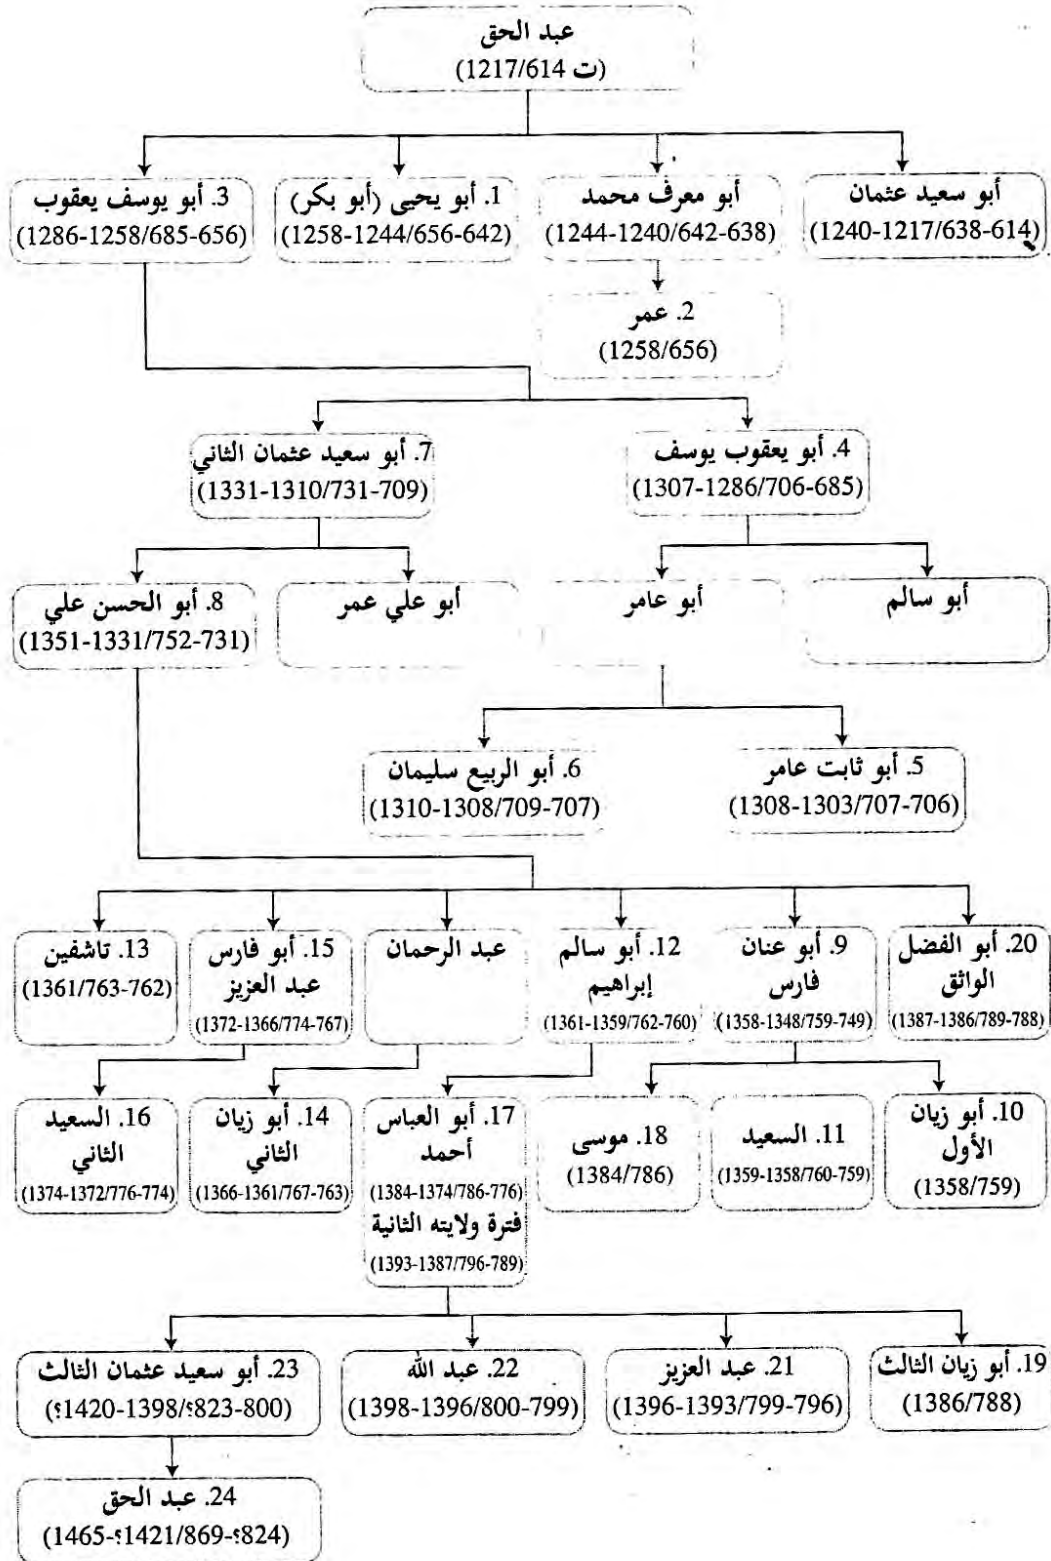 عبد الحق
(ت 1217/614)
أبو سعيد عثمان
(1240-1217/638-614)
أبو معرف محمد
(1244-1240/642-638)
1. أبو يحيى (أبو بكر)
(1258-1244/656-642)
3. أبو يوسف يعقوب
(1286-1258/685-656)
2. عمر
(1258/656)
4. أبو يعقوب يوسف
(1307-1286/706-685)
7. أبو سعيد عثمان الثاني
(1331-1310/731-709)
أبو سالم
أبو عامر
أبو علي عمر
8. أبو الحسن علي
(1351-1331/752-731)
5. أبو ثابت عامر
(1308-1303/707-706)
6. أبو الربيع سليمان
(1310-1308/709-707)
20. أبو الفضل
الواثق
(1387-1386/789-788)
9. أبو عنان
فارس
(1358-1348/759-749)
12. أبو سالم
إبراهيم
(1361-1359/762-760)
عبد الرحمان
15. أبو فارس
عبد العزيز
(1372-1366/774-767)
13. تاشفين
(1361/763-762)
10. أبو زيان
الأول
(1358/759)
11. السعيد
(1359-1358/760-759)
18. موسى
(1384/786)
17. أبو العباس
أحمد
(1384-1374/786-776)
فترة ولايته الثانية
(1393-1387/796-789)
14. أبو زيان
الثاني
(1366-1361/767-763)
16. السعيد
الثاني
(1374-1372/776-774)
19. أبو زيان الثالث
(1386/788)
21. عبد العزيز
(1396-1393/799-796)
22. عبد الله
(1398-1396/800-799)
23. أبو سعيد عثمان الثالث
(800-823؟/1398-1420؟)
24. عبد الحق
(824؟-869/1421؟-1465)